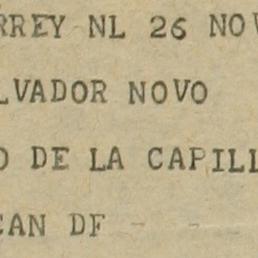 RREY NL 26 NOV
LVADOR NOVO
O DE LA CAPILL
CAN DF - -